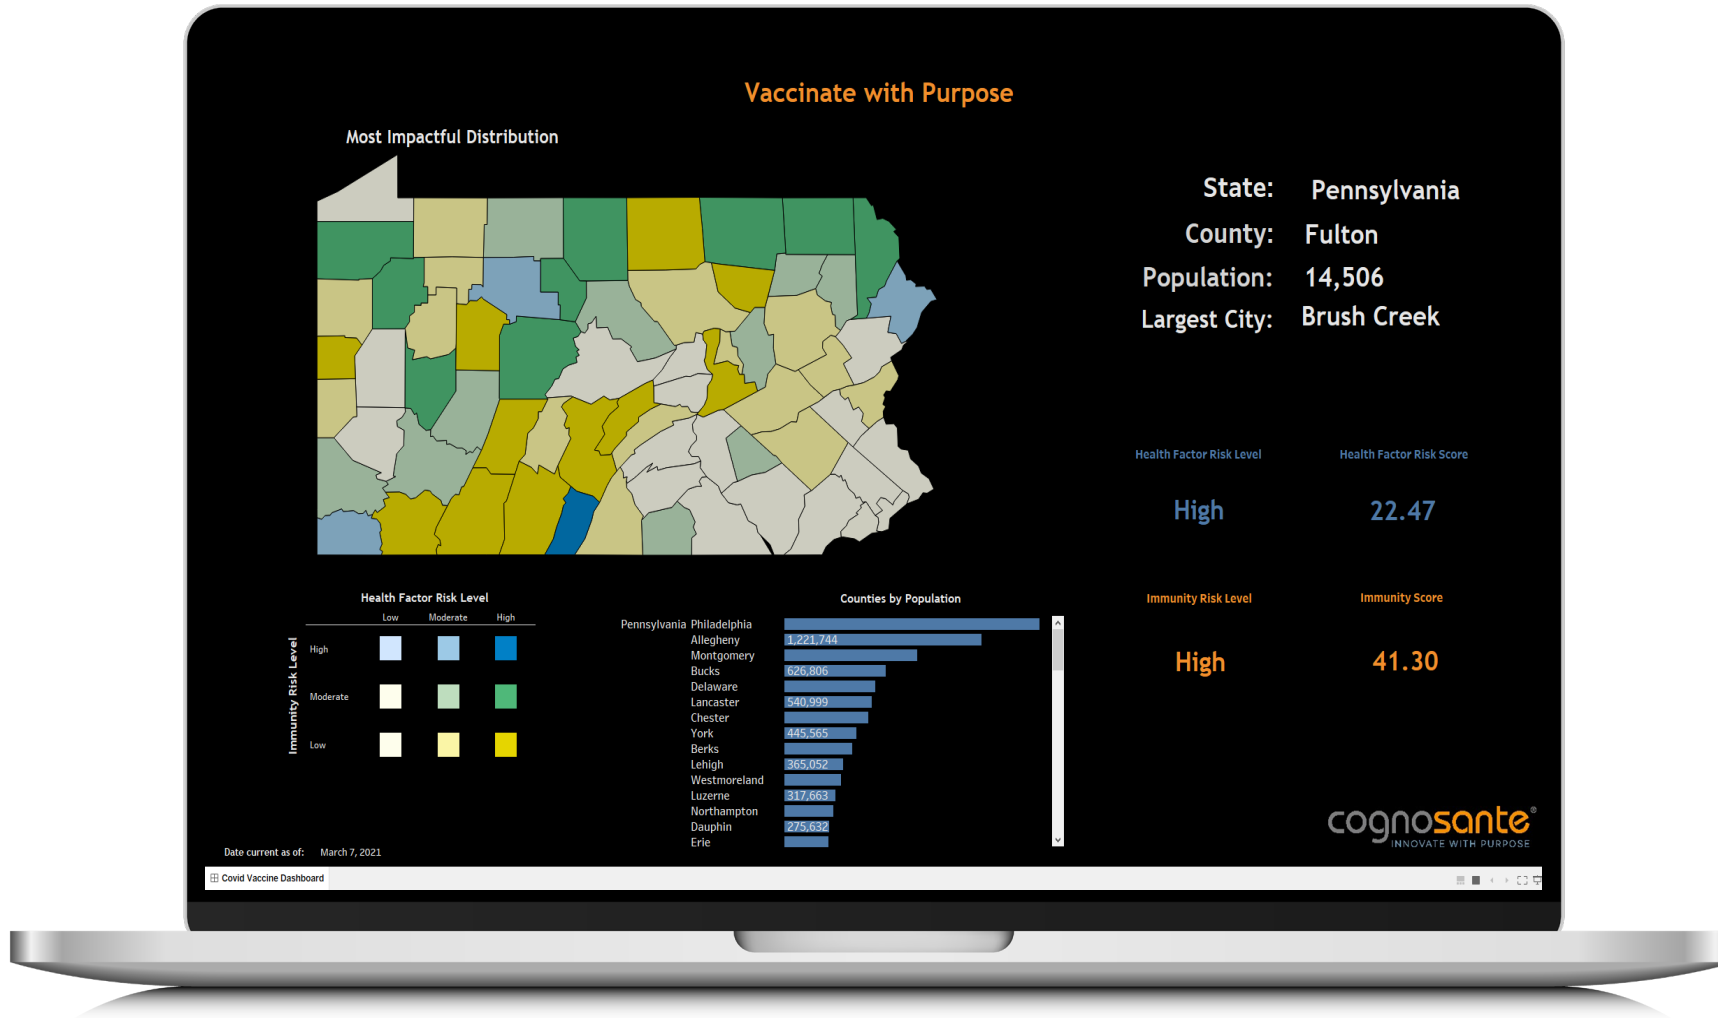 Vaccinate with Purpose
Most Impactful Distribution
State: Pennsylvania
County: Fulton
Population: 14,506
Largest City: Brush Creek
Health Factor Risk Level
Health Factor Risk Score
High
22.47
Immunity Risk Level
Immunity Score
High
41.30
Health Factor Risk Level
Low Moderate High
Immunity Risk Level
High
Moderate
Low
Counties by Population
Pennsylvania Philadelphia
Allegheny 1,221,744
Montgomery
Bucks 626,806
Delaware
Lancaster 540,999
Chester
York 445,565
Berks
Lehigh 365,052
Westmoreland
Luzerne 317,663
Northampton
Dauphin 275,632
Erie
cognosante®
INNOVATE WITH PURPOSE
Date current as of: March 7, 2021
Covid Vaccine Dashboard